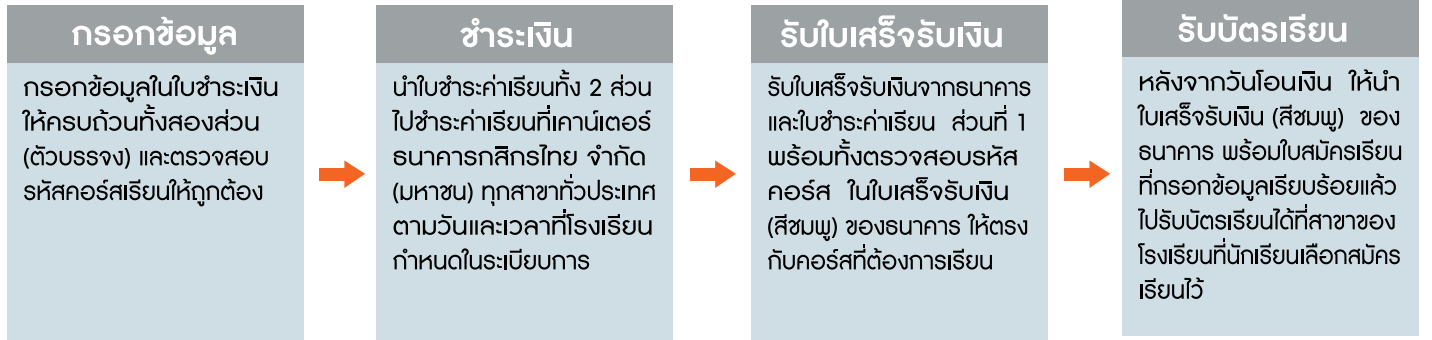 กรอกข้อมูล
กรอกข้อมูลในใบชำระเงิน
ให้ครบถ้วนทั้งสองส่วน
(ตัวบรรจง) และตรวจสอบ
รหัสคอร์สเรียนให้ถูกต้อง
ชำระเงิน
นำใบชำระค่าเรียนทั้ง 2 ส่วน
ไปชำระค่าเรียนที่เคาน์เตอร์
ธนาคารกสิกรไทย จำกัด
(มหาชน) ทุกสาขาทั่วประเทศ
ตามวันและเวลาที่โรงเรียน
กำหนดในระเบียบการ
รับใบเสร็จรับเงิน
รับใบเสร็จรับเงินจากธนาคาร
และใบชำระค่าเรียน ส่วนที่ 1
พร้อมทั้งตรวจสอบรหัส
คอร์ส ในใบเสร็จรับเงิน
(สีชมพู) ของธนาคาร ให้ตรง
กับคอร์สที่ต้องการเรียน
รับบัตรเรียน
หลังจากวันโอนเงิน ให้นำ
ใบเสร็จรับเงิน (สีชมพู) ของ
ธนาคาร พร้อมใบสมัครเรียน
ที่กรอกข้อมูลเรียบร้อยแล้ว
ไปรับบัตรเรียนได้ที่สาขาของ
โรงเรียนที่นักเรียนเลือกสมัคร
เรียนไว้